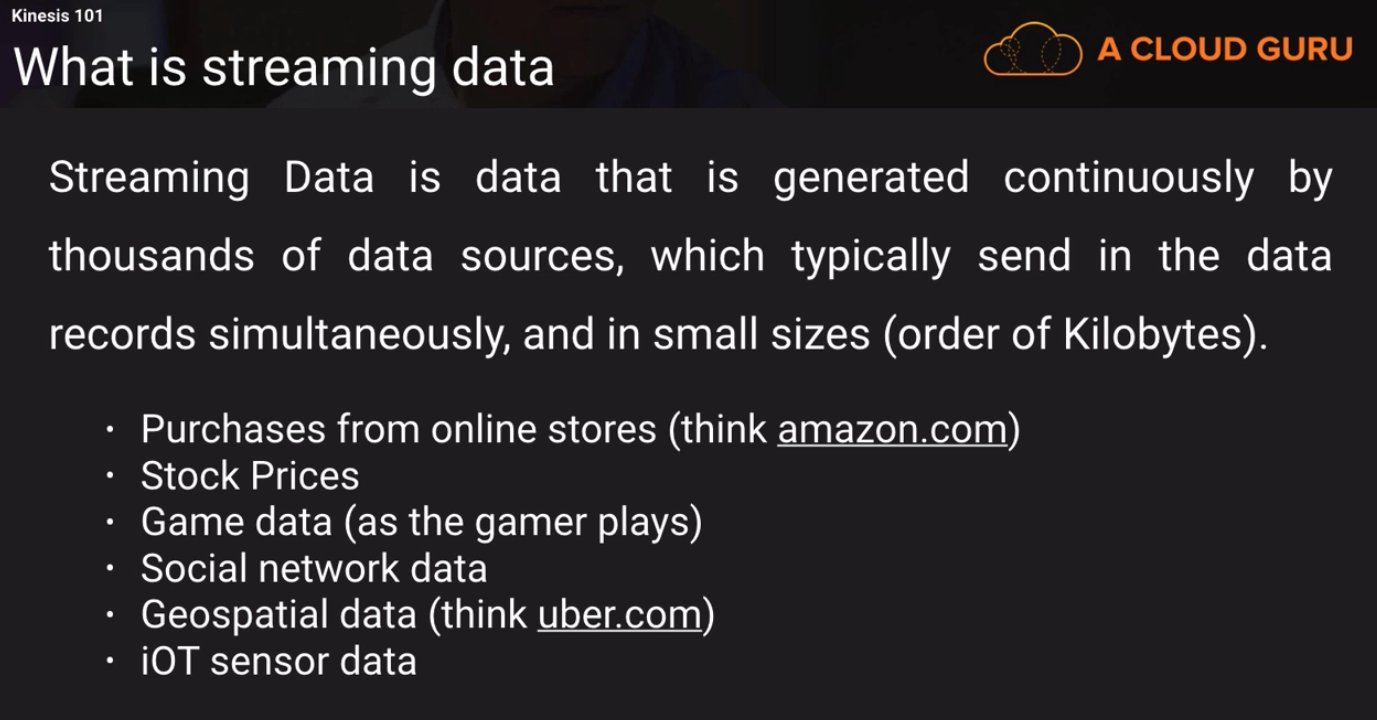 Kinesis 101
What is streaming data
A CLOUD GURU
Streaming Data is data that is generated continuously by
thousands of data sources, which typically send in the data
records simultaneously, and in small sizes (order of Kilobytes).
• Purchases from online stores (think amazon.com)
• Stock Prices
• Game data (as the gamer plays)
• Social network data
• Geospatial data (think uber.com)
• iOT sensor data